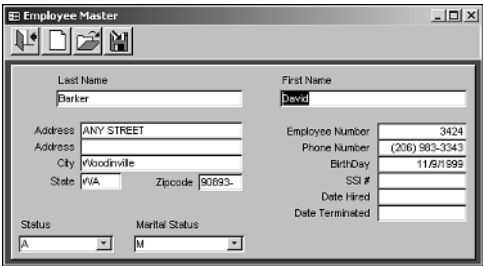 Employee Master
Last Name First Name
Barker David
Address ANY STREET Employee Number 3424
Address Phone Number (206) 983-3343
City Woodinville BirthDay 11/9/1999
State WA Zipcode 90893- SSI #
Date Hired
Date Terminated
Status Marital Status
A M